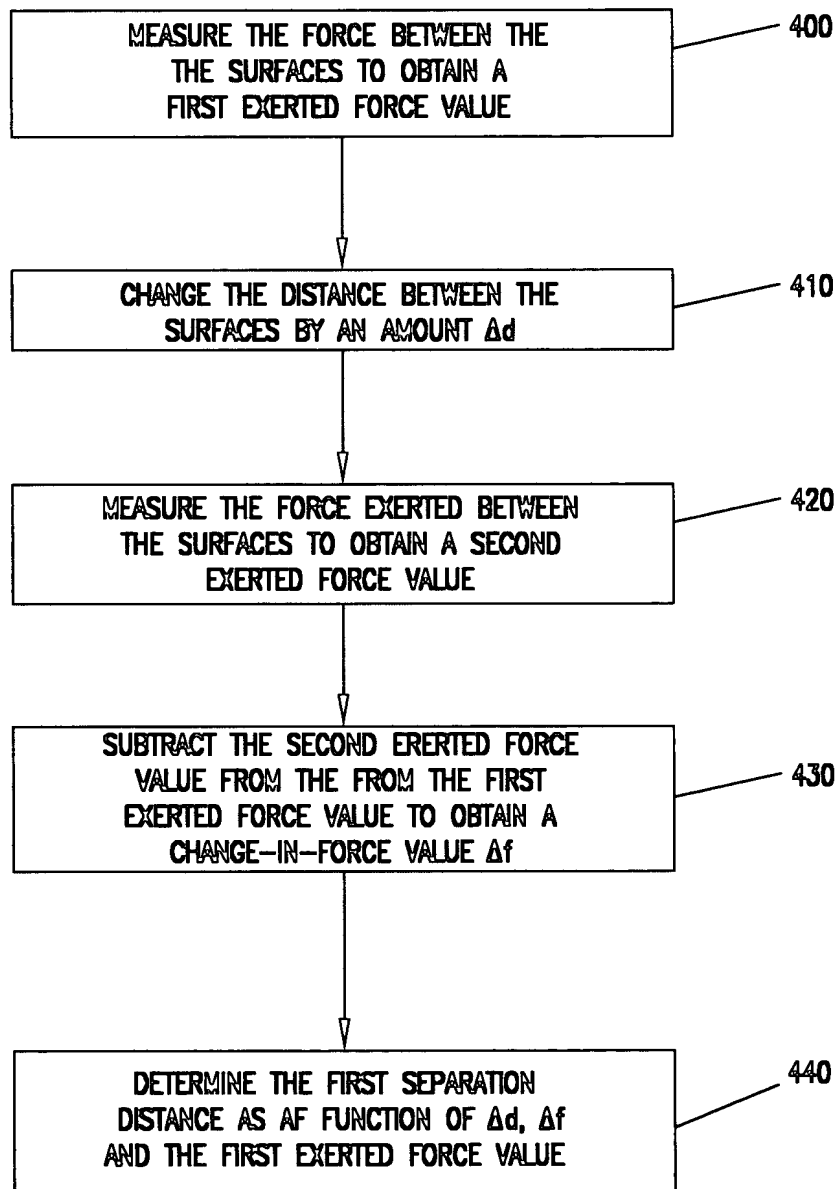 MEASURE THE FORCE BETWEEN THE
THE SURFACES TO OBTAIN A
FIRST EXERTED FORCE VALUE
400
CHANGE THE DISTANCE BETWEEN THE
SURFACES BY AN AMOUNT Δd
410
MEASURE THE FORCE EXERTED BETWEEN
THE SURFACES TO OBTAIN A SECOND
EXERTED FORCE VALUE
420
SUBTRACT THE SECOND ERERTED FORCE
VALUE FROM THE FROM THE FIRST
EXERTED FORCE VALUE TO OBTAIN A
CHANGE-IN-FORCE VALUE Δf
430
DETERMINE THE FIRST SEPARATION
DISTANCE AS AF FUNCTION OF Δd, Δf
AND THE FIRST EXERTED FORCE VALUE
440